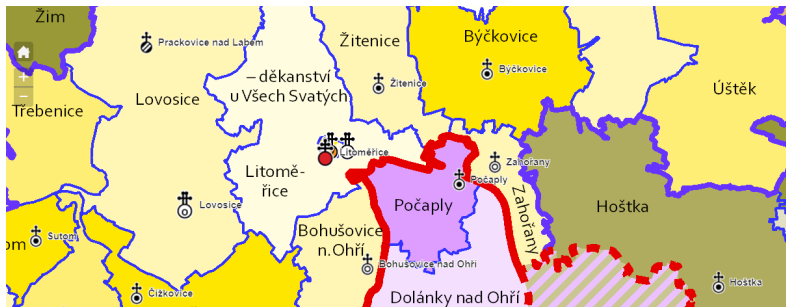 Žim
Prackovice nad Labem
Žitenice
Býčkovice
– děkanství
u Všech Svatých
Žitenice
Býčkovice
Úštěk
Třebenice
Lovosice
Litoměřice
Zahořany
Litomě-
řice
Počaply
Lovosice
Počaply
Zahořany
Hoštka
Sutom
Bohušovice
n.Ohří
Bohušovice nad Ohří
Hoštka
Čížkovice
Dolánky nad Ohří